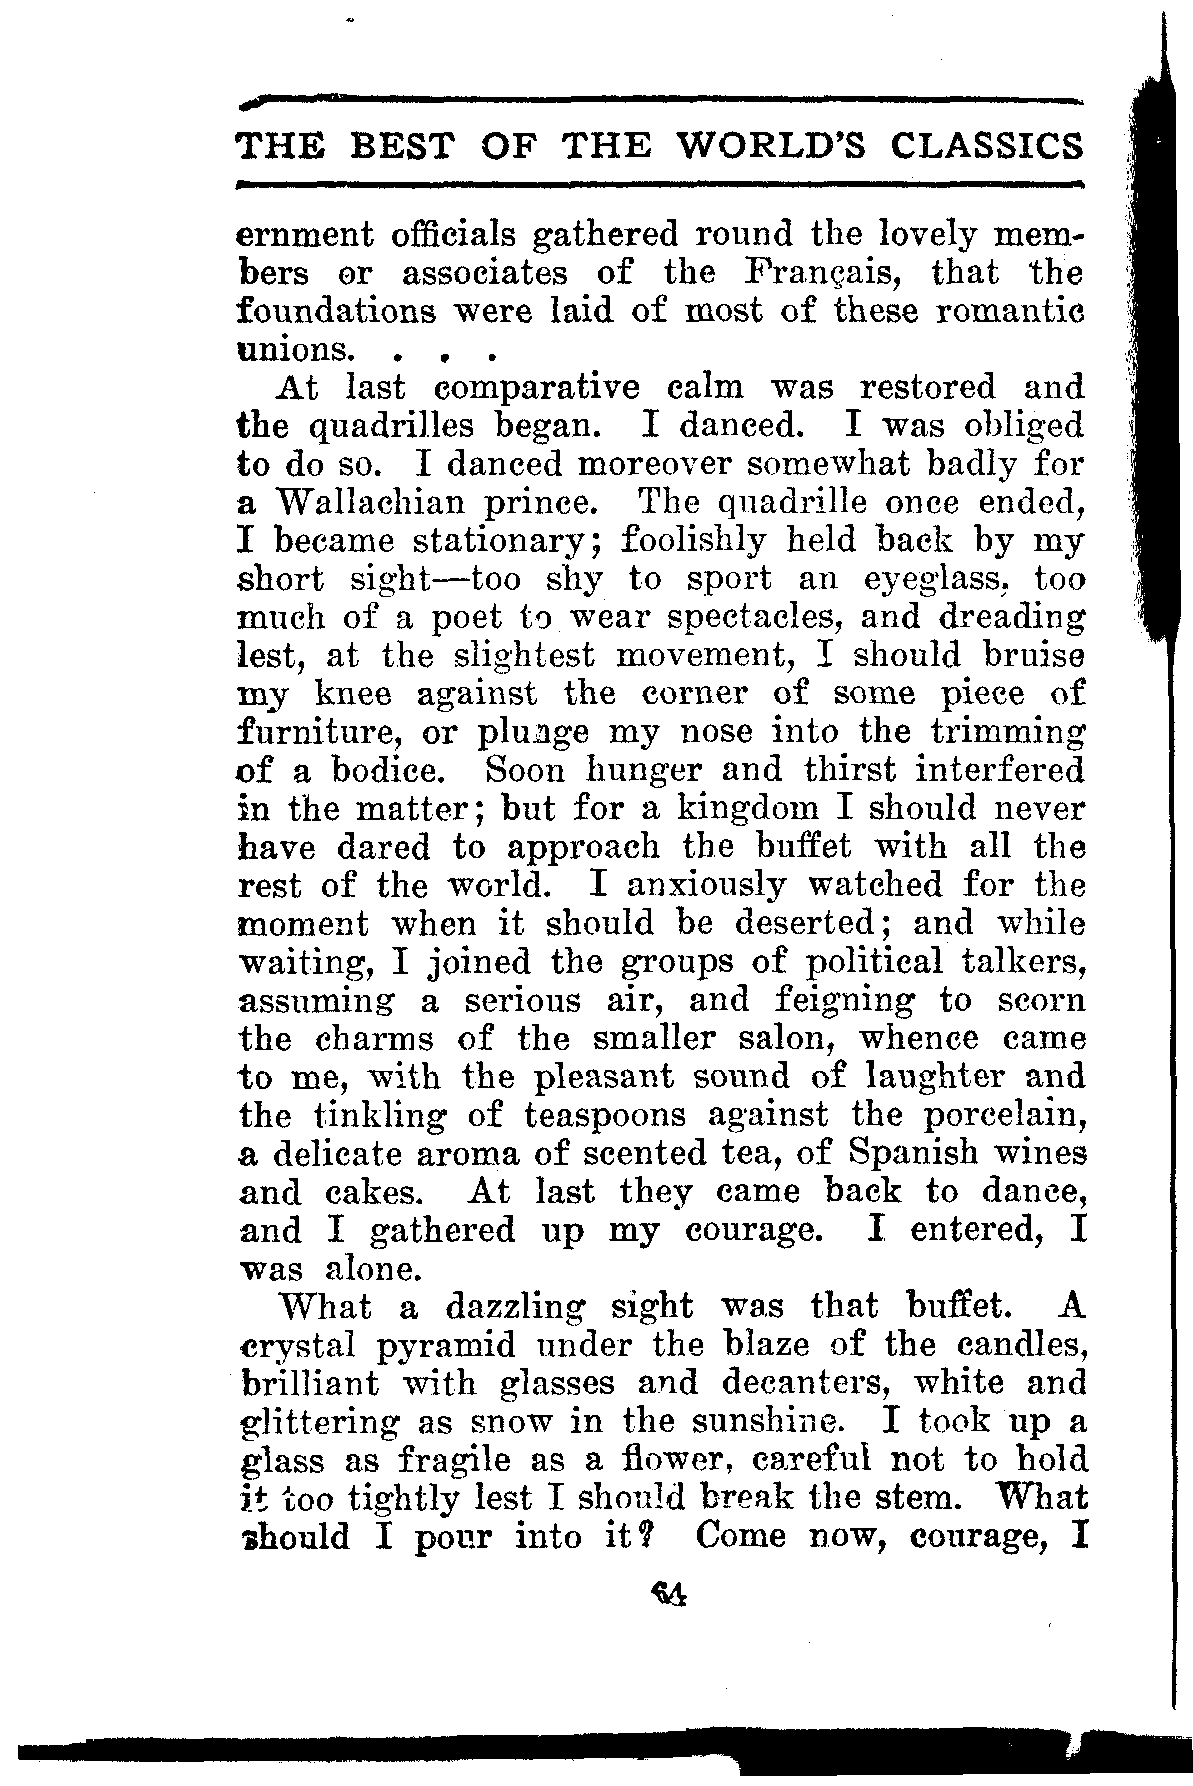 THE BEST OF THE WORLD'S CLASSICS
ernment officials gathered round the lovely mem-
bers or associates of the Français, that the
foundations were laid of most of these romantic
unions. . . .
At last comparative calm was restored and
the quadrilles began. I danced. I was obliged
to do so. I danced moreover somewhat badly for
a Wallachian prince. The quadrille once ended,
I became stationary; foolishly held back by my
short sight—too shy to sport an eyeglass, too
much of a poet to wear spectacles, and dreading
lest, at the slightest movement, I should bruise
my knee against the corner of some piece of
furniture, or plunge my nose into the trimming
of a bodice. Soon hunger and thirst interfered
in the matter; but for a kingdom I should never
have dared to approach the buffet with all the
rest of the world. I anxiously watched for the
moment when it should be deserted; and while
waiting, I joined the groups of political talkers,
assuming a serious air, and feigning to scorn
the charms of the smaller salon, whence came
to me, with the pleasant sound of laughter and
the tinkling of teaspoons against the porcelain,
a delicate aroma of scented tea, of Spanish wines
and cakes. At last they came back to dance,
and I gathered up my courage. I entered, I
was alone.
What a dazzling sight was that buffet. A
crystal pyramid under the blaze of the candles,
brilliant with glasses and decanters, white and
glittering as snow in the sunshine. I took up a
glass as fragile as a flower, careful not to hold
it too tightly lest I should break the stem. What
should I pour into it? Come now, courage, I
64